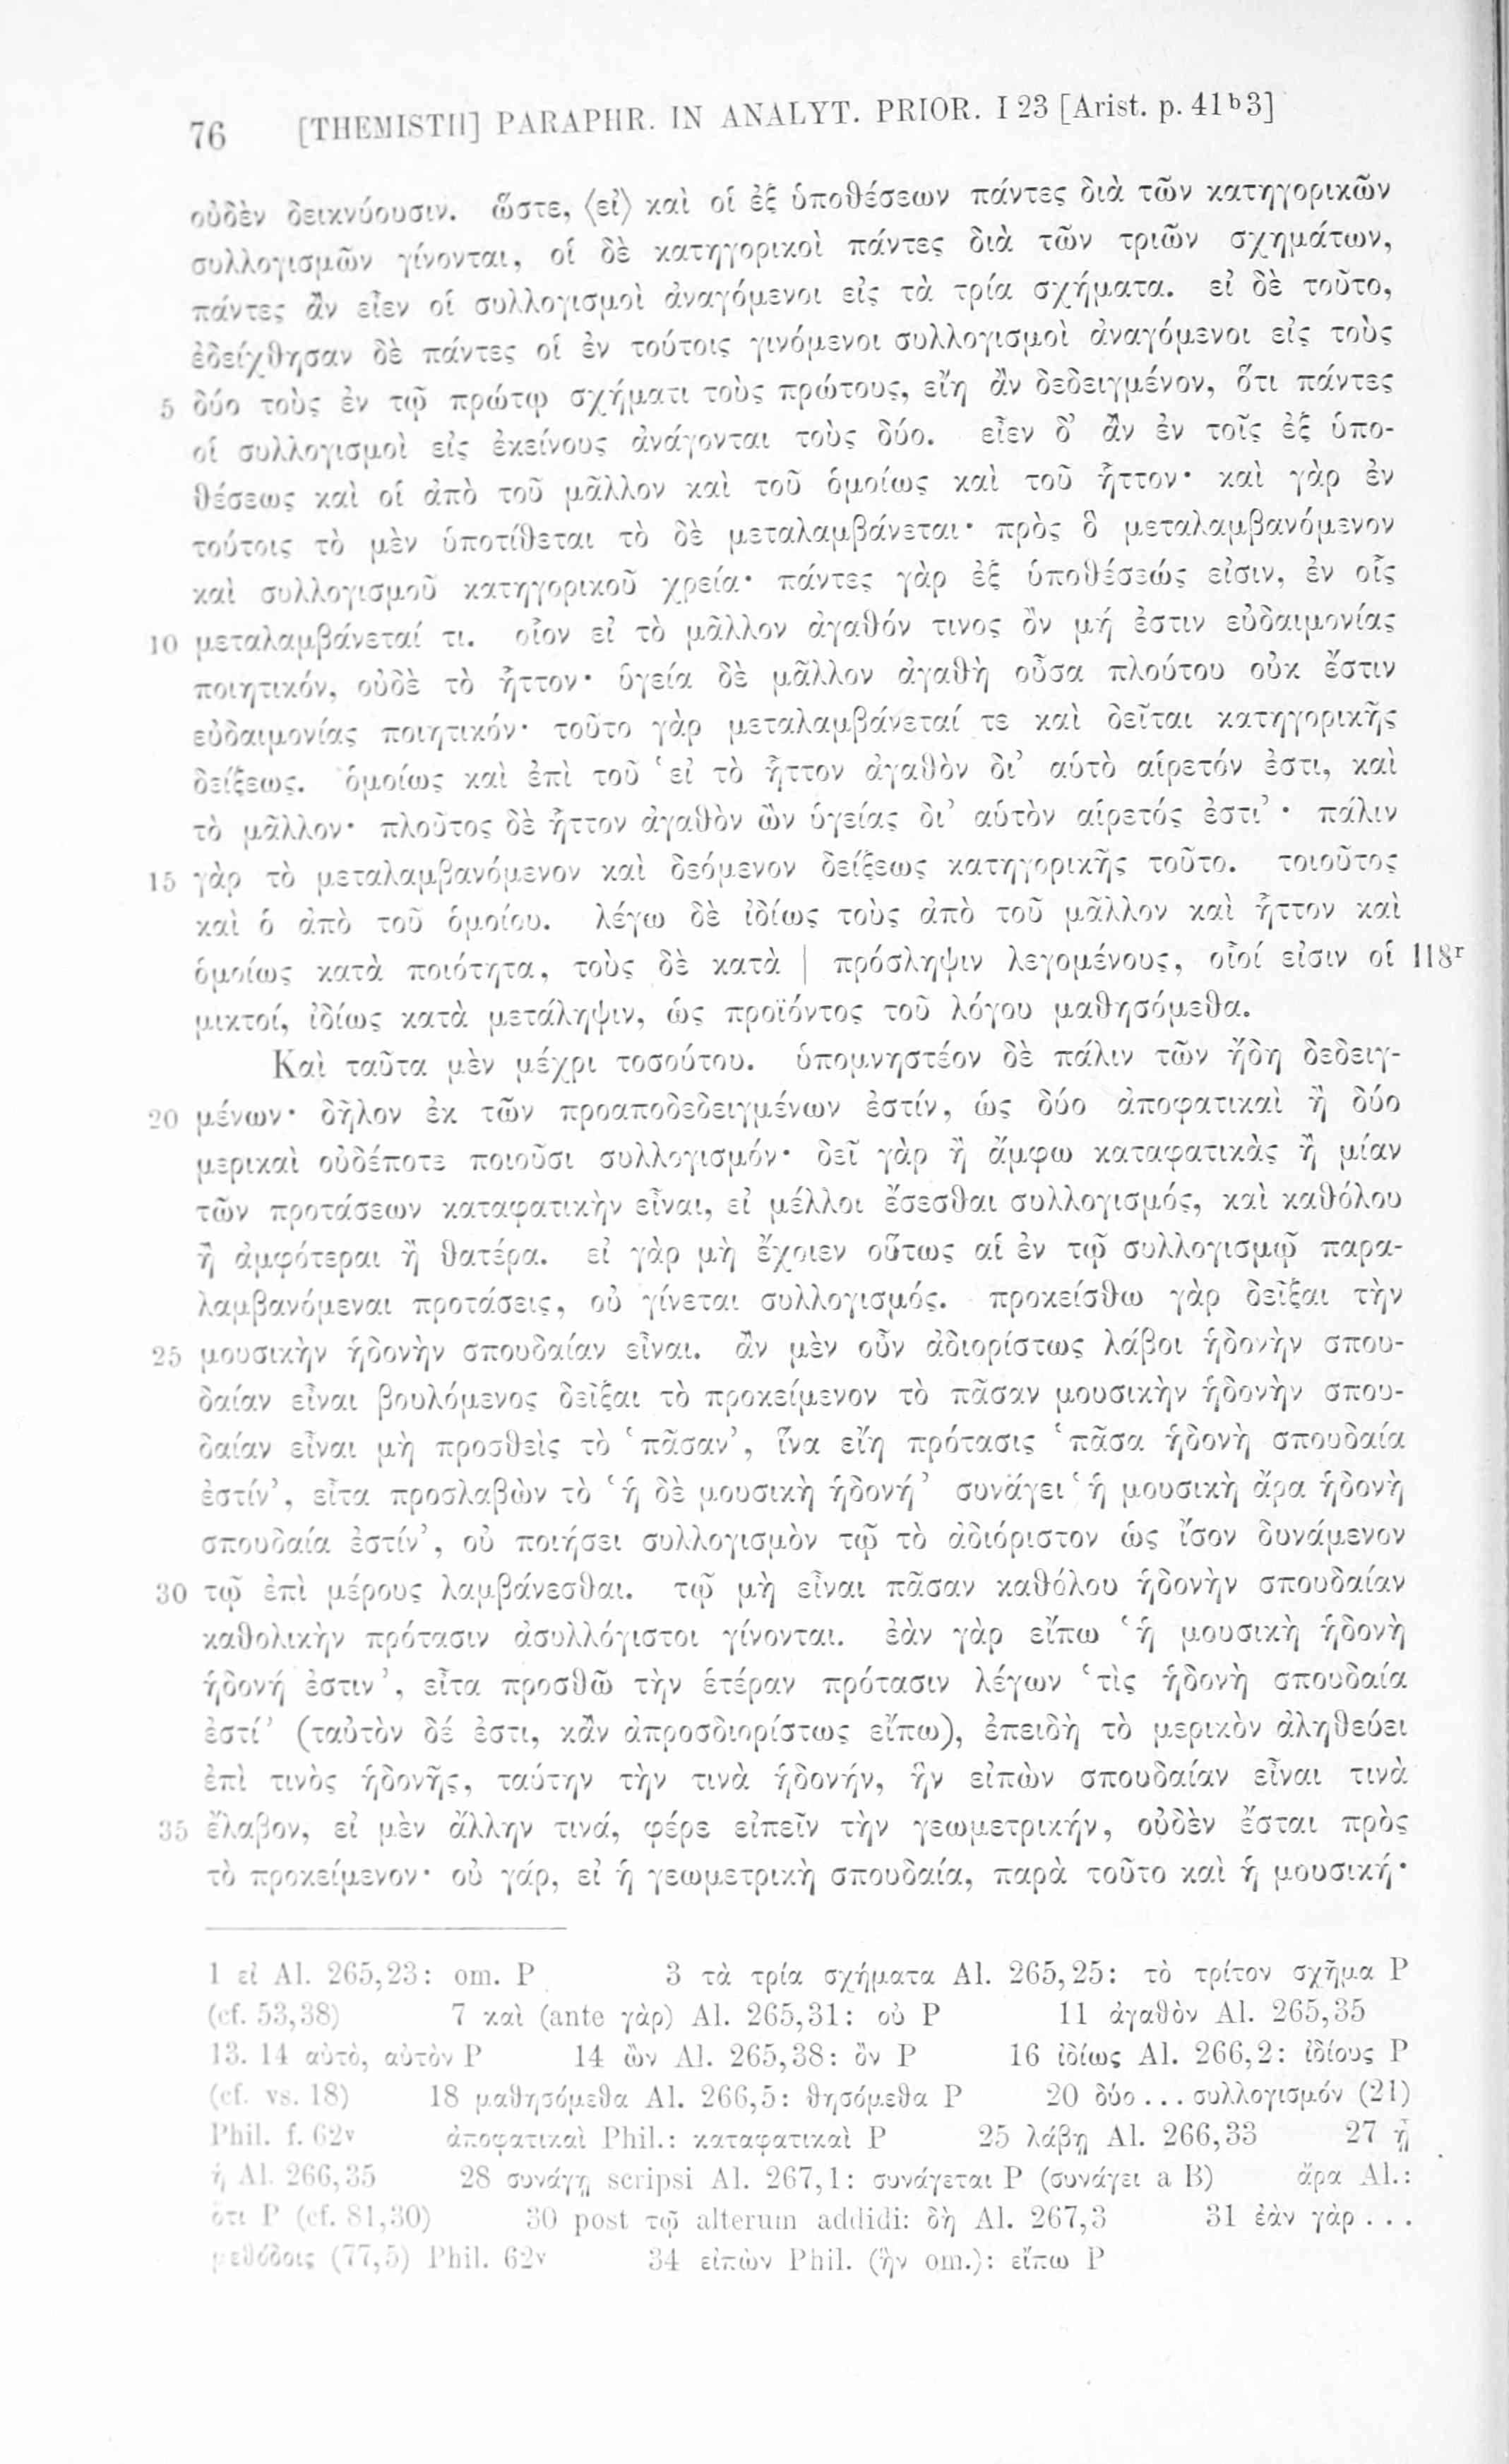 76 [THEMISTII] PARAPHR. IN ANALYT. PRIOR. I 23 [Arist. p. 41ᵇ3]
οὐδὲν δεικνύουσιν. ὥστε, ⟨εἰ⟩ καὶ οἱ ἐξ ὑποθέσεων πάντες διὰ τῶν κατηγορικῶν
συλλογισμῶν γίνονται, οἱ δὲ κατηγορικοὶ πάντες διὰ τῶν τριῶν σχημάτων,
πάντες ἂν εἶεν οἱ συλλογισμοὶ ἀναγόμενοι εἰς τὰ τρία σχήματα. εἰ δὲ τοῦτο,
ἐδείχθησαν δὲ πάντες οἱ ἐν τούτοις γινόμενοι συλλογισμοὶ ἀναγόμενοι εἰς τοὺς
5 δύο τοὺς ἐν τῷ πρώτῳ σχήματι τοὺς πρώτους, εἴη ἂν δεδειγμένον, ὅτι πάντες
οἱ συλλογισμοὶ εἰς ἐκείνους ἀνάγονται τοὺς δύο. εἶεν δ’ ἂν ἐν τοῖς ἐξ ὑπο-
θέσεως καὶ οἱ ἀπὸ τοῦ μᾶλλον καὶ τοῦ ὁμοίως καὶ τοῦ ἧττον· καὶ γὰρ ἐν
τούτοις τὸ μὲν ὑποτίθεται τὸ δὲ μεταλαμβάνεται· πρὸς ὃ μεταλαμβανόμενον
καὶ συλλογισμοῦ κατηγορικοῦ χρεία· πάντες γὰρ ἐξ ὑποθέσεώς εἰσιν, ἐν οἷς
10 μεταλαμβάνεταί τι. οἷον εἰ τὸ μᾶλλον ἀγαθόν τινος ὂν μή ἐστιν εὐδαιμονίας
ποιητικόν, οὐδὲ τὸ ἧττον· ὑγεία δὲ μᾶλλον ἀγαθὴ οὖσα πλούτου οὐκ ἔστιν
εὐδαιμονίας ποιητικόν· τοῦτο γὰρ μεταλαμβάνεταί τε καὶ δεῖται κατηγορικῆς
δείξεως. ὁμοίως καὶ ἐπὶ τοῦ ‘εἰ τὸ ἧττον ἀγαθὸν δι’ αὑτὸ αἱρετόν ἐστι, καὶ
τὸ μᾶλλον· πλοῦτος δὲ ἧττον ἀγαθὸν ὢν ὑγείας δι’ αὑτὸν αἱρετός ἐστι’· πάλιν
15 γὰρ τὸ μεταλαμβανόμενον καὶ δεόμενον δείξεως κατηγορικῆς τοῦτο. τοιοῦτος
καὶ ὁ ἀπὸ τοῦ ὁμοίου. λέγω δὲ ἰδίως τοὺς ἀπὸ τοῦ μᾶλλον καὶ ἧττον καὶ
ὁμοίως κατὰ ποιότητα, τοὺς δὲ κατὰ | πρόσληψιν λεγομένους, οἷοί εἰσιν οἱ 118ʳ
μικτοί, ἰδίως κατὰ μετάληψιν, ὡς προϊόντος τοῦ λόγου μαθησόμεθα.
Καὶ ταῦτα μὲν μέχρι τοσούτου. ὑπομνηστέον δὲ πάλιν τῶν ἤδη δεδειγ-
20 μένων· δῆλον ἐκ τῶν προαποδεδειγμένων ἐστίν, ὡς δύο ἀποφατικαὶ ἢ δύο
μερικαὶ οὐδέποτε ποιοῦσι συλλογισμόν· δεῖ γὰρ ἢ ἄμφω καταφατικὰς ἢ μίαν
τῶν προτάσεων καταφατικὴν εἶναι, εἰ μέλλοι ἔσεσθαι συλλογισμός, καὶ καθόλου
ἢ ἀμφότεραι ἢ θατέρα. εἰ γὰρ μὴ ἔχοιεν οὕτως αἱ ἐν τῷ συλλογισμῷ παρα-
λαμβανόμεναι προτάσεις, οὐ γίνεται συλλογισμός. προκείσθω γὰρ δεῖξαι τὴν
25 μουσικὴν ἡδονὴν σπουδαίαν εἶναι. ἂν μὲν οὖν ἀδιορίστως λάβοι ἡδονὴν σπου-
δαίαν εἶναι βουλόμενος δεῖξαι τὸ προκείμενον τὸ πᾶσαν μουσικὴν ἡδονὴν σπου-
δαίαν εἶναι μὴ προσθεὶς τὸ ‘πᾶσαν’, ἵνα εἴη πρότασις ‘πᾶσα ἡδονὴ σπουδαία
ἐστίν’, εἶτα προσλαβὼν τὸ ‘ἡ δὲ μουσικὴ ἡδονή’ συνάγει ‘ἡ μουσικὴ ἄρα ἡδονὴ
σπουδαία ἐστίν’, οὐ ποιήσει συλλογισμὸν τῷ τὸ ἀδιόριστον ὡς ἴσον δυνάμενον
30 τῷ ἐπὶ μέρους λαμβάνεσθαι. τῷ μὴ εἶναι πᾶσαν καθόλου ἡδονὴν σπουδαίαν
καθολικὴν πρότασιν ἀσυλλόγιστοι γίνονται. ἐὰν γὰρ εἴπω ‘ἡ μουσικὴ ἡδονὴ
ἡδονή ἐστιν’, εἶτα προσθῶ τὴν ἑτέραν πρότασιν λέγων ‘τὶς ἡδονὴ σπουδαία
ἐστί’ (ταὐτὸν δέ ἐστι, κἂν ἀπροσδιορίστως εἴπω), ἐπειδὴ τὸ μερικὸν ἀληθεύει
ἐπὶ τινὸς ἡδονῆς, ταύτην τὴν τινὰ ἡδονήν, ἣν εἰπὼν σπουδαίαν εἶναι τινὰ
35 ἔλαβον, εἰ μὲν ἄλλην τινά, φέρε εἰπεῖν τὴν γεωμετρικήν, οὐδὲν ἔσται πρὸς
τὸ προκείμενον· οὐ γάρ, εἰ ἡ γεωμετρικὴ σπουδαία, παρὰ τοῦτο καὶ ἡ μουσική·
1 εἰ Al. 265,23: om. P 3 τὰ τρία σχήματα Al. 265,25: τὸ τρίτον σχῆμα P
(cf. 53,38) 7 καὶ (ante γὰρ) Al. 265,31: οὐ P 11 ἀγαθὸν Al. 265,35
13. 14 αὐτὸ, αὐτὸν P 14 ὢν Al. 265,38: ὂν P 16 ἰδίως Al. 266,2: ἰδίους P
(cf. vs. 18) 18 μαθησόμεθα Al. 266,5: θησόμεθα P 20 δύο ... συλλογισμόν (21)
Phil. f. 62v ἀποφατικαὶ Phil.: καταφατικαὶ P 25 λάβῃ Al. 266,33 27 ᾖ
ἡ Al. 266,35 28 συνάγῃ scripsi Al. 267,1: συνάγεται P (συνάγει a B) ἄρα Al.:
ὅτι P (cf. 81,30) 30 post τῷ alterum addidi: δὴ Al. 267,3 31 ἐὰν γὰρ ...
μεθόδοις (77,5) Phil. 62v 34 εἰπὼν Phil. (ἣν om.): εἴπω P